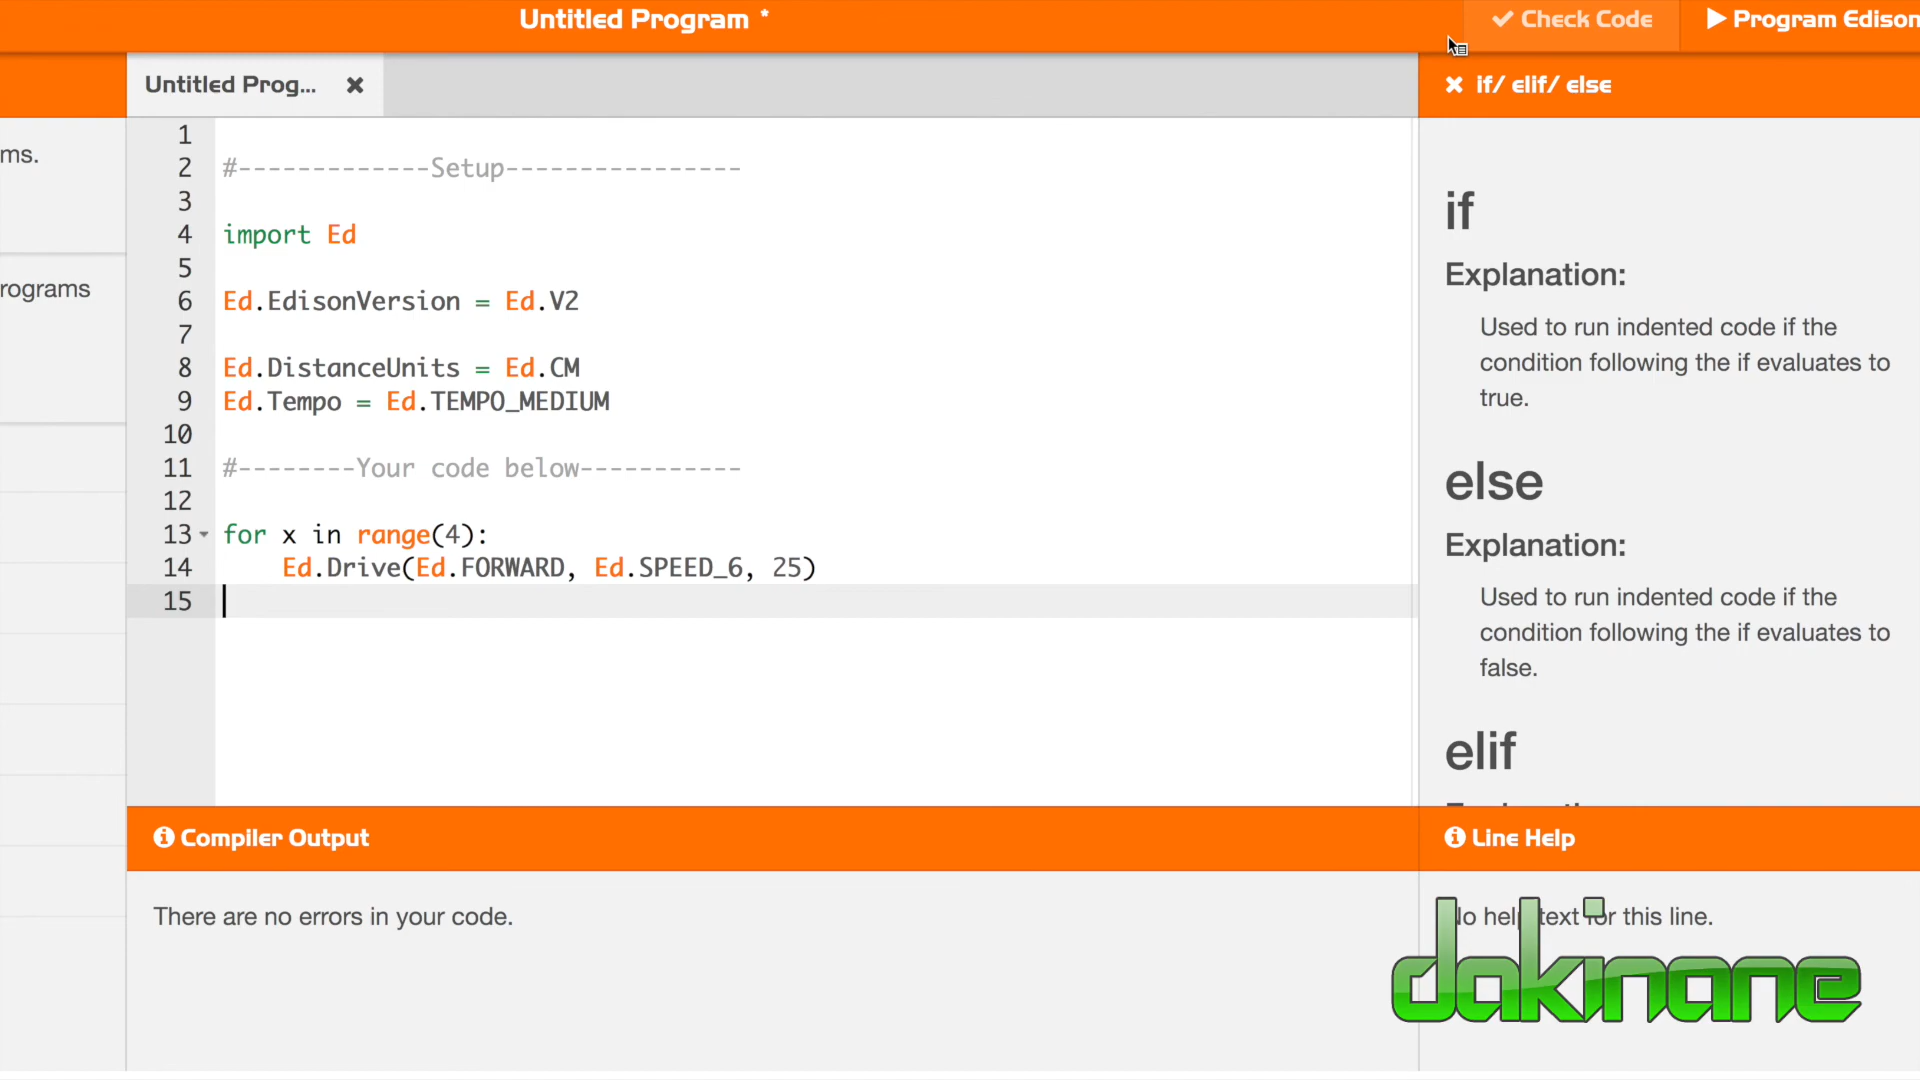 Untitled Program *
Check Code
Program Edison
Untitled Prog...
if/ elif/ else
ms.
rograms
1
2 #-------------Setup----------------
3
4 import Ed
5
6 Ed.EdisonVersion = Ed.V2
7
8 Ed.DistanceUnits = Ed.CM
9 Ed.Tempo = Ed.TEMPO_MEDIUM
10
11 #--------Your code below-----------
12
13 for x in range(4):
14     Ed.Drive(Ed.FORWARD, Ed.SPEED_6, 25)
15
if
Explanation:
Used to run indented code if the
condition following the if evaluates to
true.
else
Explanation:
Used to run indented code if the
condition following the if evaluates to
false.
elif
Compiler Output
There are no errors in your code.
Line Help
No help text for this line.
dakinane